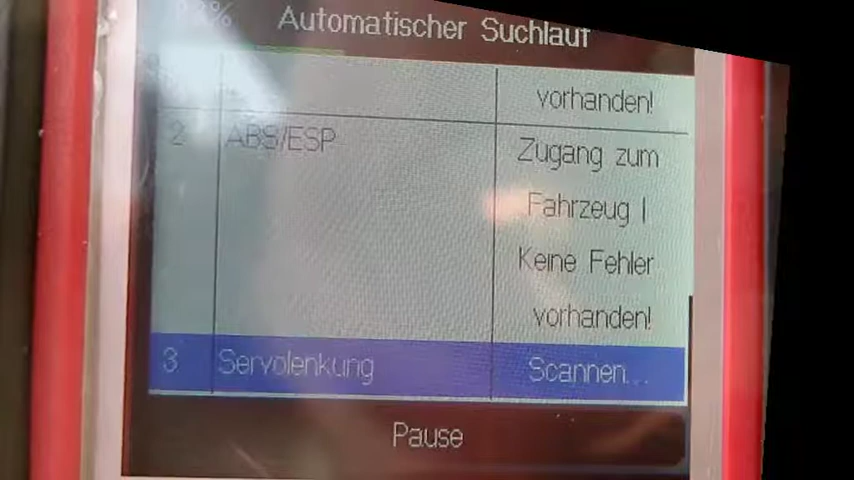 Automatischer Suchlauf
vorhanden!
2 ABS/ESP Zugang zum
Fahrzeug |
Keine Fehler
vorhanden!
3 Servolenkung Scannen...
Pause